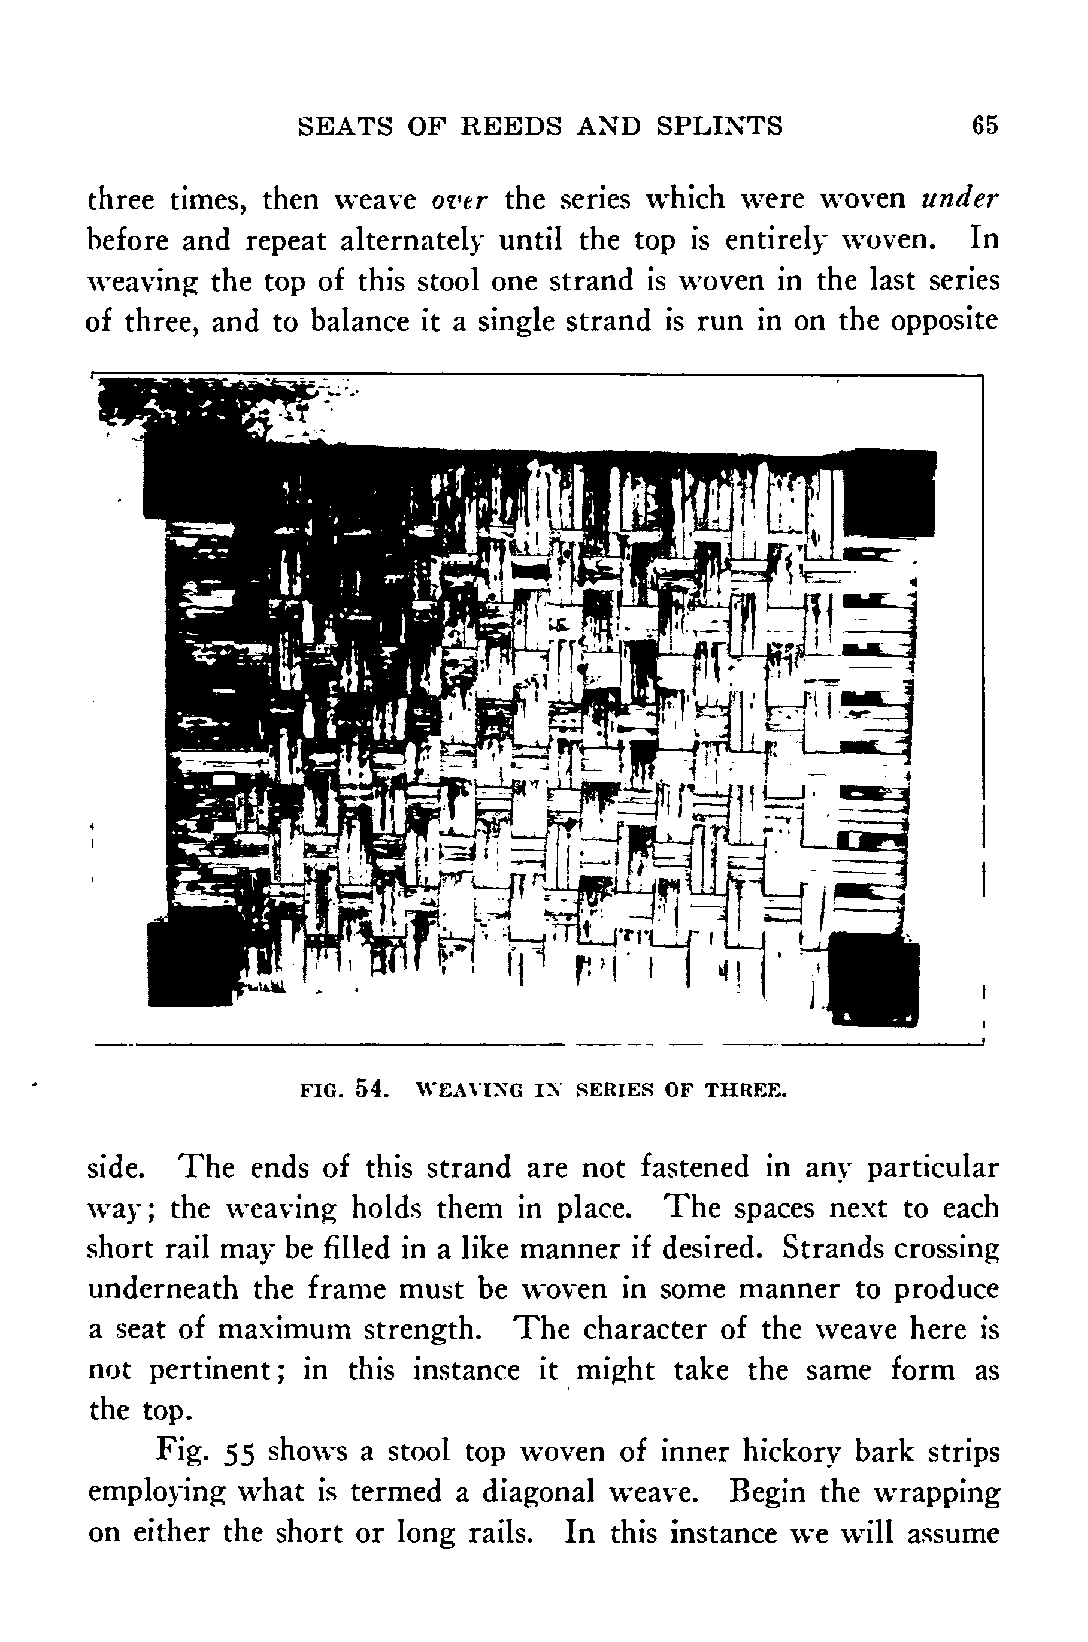 SEATS OF REEDS AND SPLINTS 65
three times, then weave over the series which were woven under
before and repeat alternately until the top is entirely woven. In
weaving the top of this stool one strand is woven in the last series
of three, and to balance it a single strand is run in on the opposite
FIG. 54. WEAVING IN SERIES OF THREE.
side. The ends of this strand are not fastened in any particular
way; the weaving holds them in place. The spaces next to each
short rail may be filled in a like manner if desired. Strands crossing
underneath the frame must be woven in some manner to produce
a seat of maximum strength. The character of the weave here is
not pertinent; in this instance it might take the same form as
the top.
Fig. 55 shows a stool top woven of inner hickory bark strips
employing what is termed a diagonal weave. Begin the wrapping
on either the short or long rails. In this instance we will assume